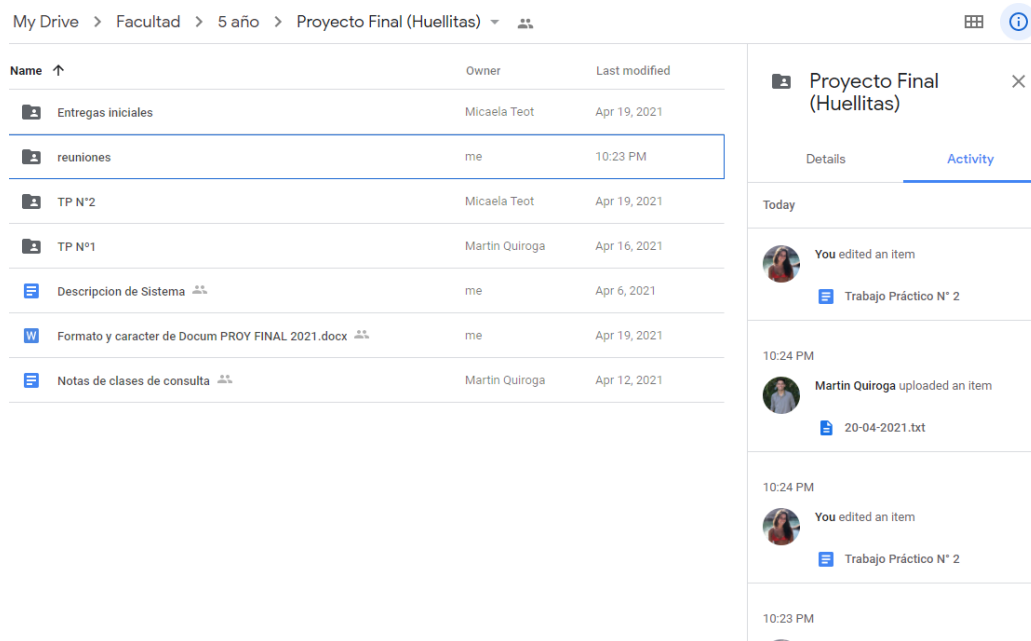 My Drive > Facultad > 5 año > Proyecto Final (Huellitas)
Name Owner Last modified
Entregas iniciales Micaela Teot Apr 19, 2021
reuniones me 10:23 PM
TP N°2 Micaela Teot Apr 19, 2021
TP Nº1 Martin Quiroga Apr 16, 2021
Descripcion de Sistema me Apr 6, 2021
W Formato y caracter de Docum PROY FINAL 2021.docx me Apr 19, 2021
Notas de clases de consulta Martin Quiroga Apr 12, 2021
Proyecto Final
(Huellitas)
Details Activity
Today
You edited an item
Trabajo Práctico N° 2
10:24 PM
Martin Quiroga uploaded an item
20-04-2021.txt
10:24 PM
You edited an item
Trabajo Práctico N° 2
10:23 PM